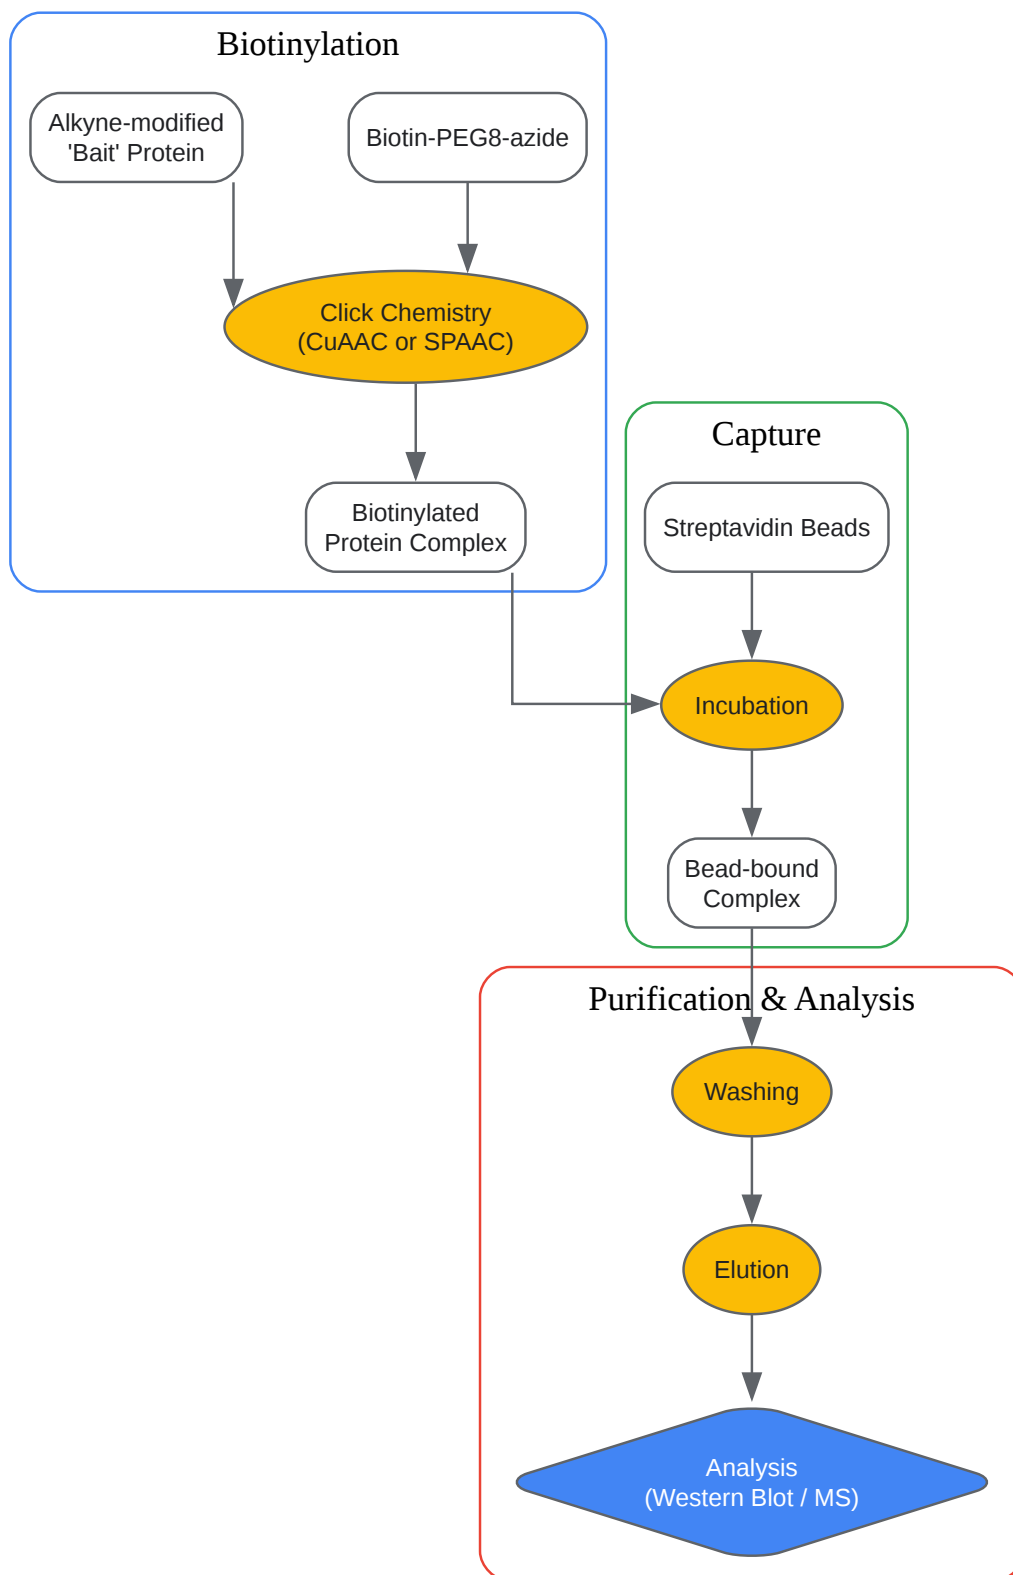 Biotinylation
Alkyne-modified
'Bait' Protein
Biotin-PEG8-azide
Click Chemistry
(CuAAC or SPAAC)
Biotinylated
Protein Complex
Capture
Streptavidin Beads
Incubation
Bead-bound
Complex
Purification & Analysis
Washing
Elution
Analysis
(Western Blot / MS)